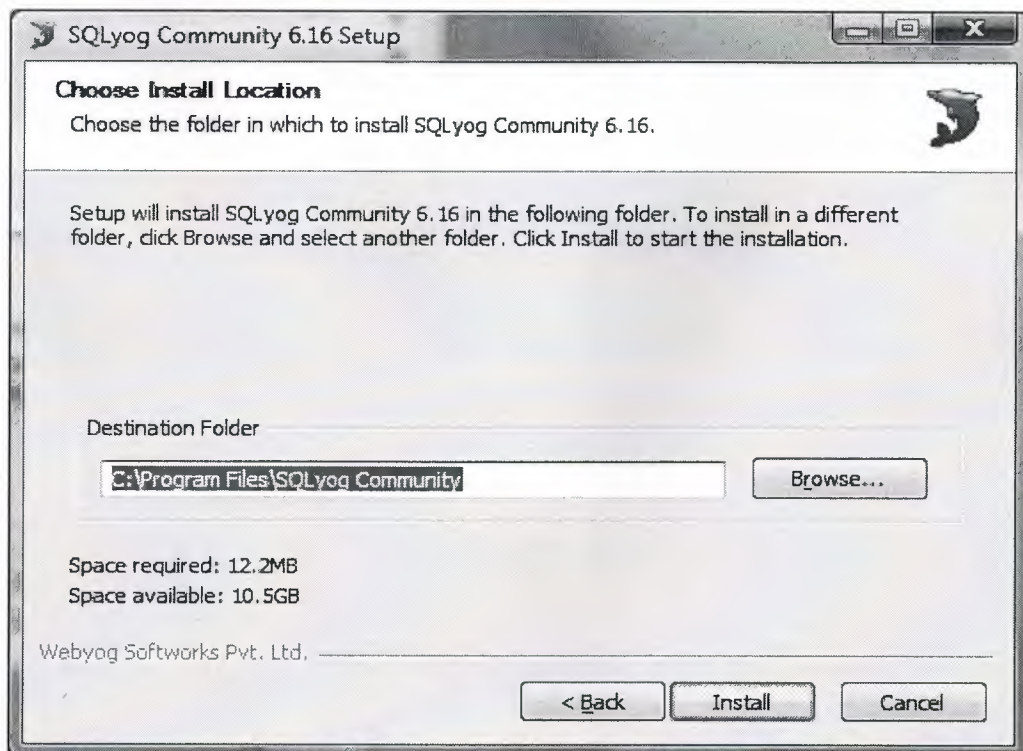 SQLyog Community 6.16 Setup
Choose Install Location
Choose the folder in which to install SQLyog Community 6.16.
Setup will install SQLyog Community 6.16 in the following folder. To install in a different
folder, click Browse and select another folder. Click Install to start the installation.
Destination Folder
C:\Program Files\SQLyog Community
Browse...
Space required: 12.2MB
Space available: 10.5GB
Webyog Softworks Pvt. Ltd.
< Back
Install
Cancel